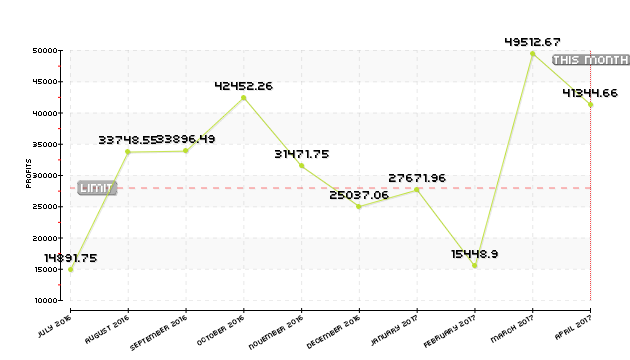 49512.67
50000
THIS MONTH
45000
42452.26
41344.66
40000
33748.55
33896.49
35000
31471.75
PROFITS
30000
27671.96
LIMIT
25037.06
25000
20000
15448.9
14891.75
15000
10000
JULY 2016
AUGUST 2016
SEPTEMBER 2016
OCTOBER 2016
NOVEMBER 2016
DECEMBER 2016
JANUARY 2017
FEBRUARY 2017
MARCH 2017
APRIL 2017